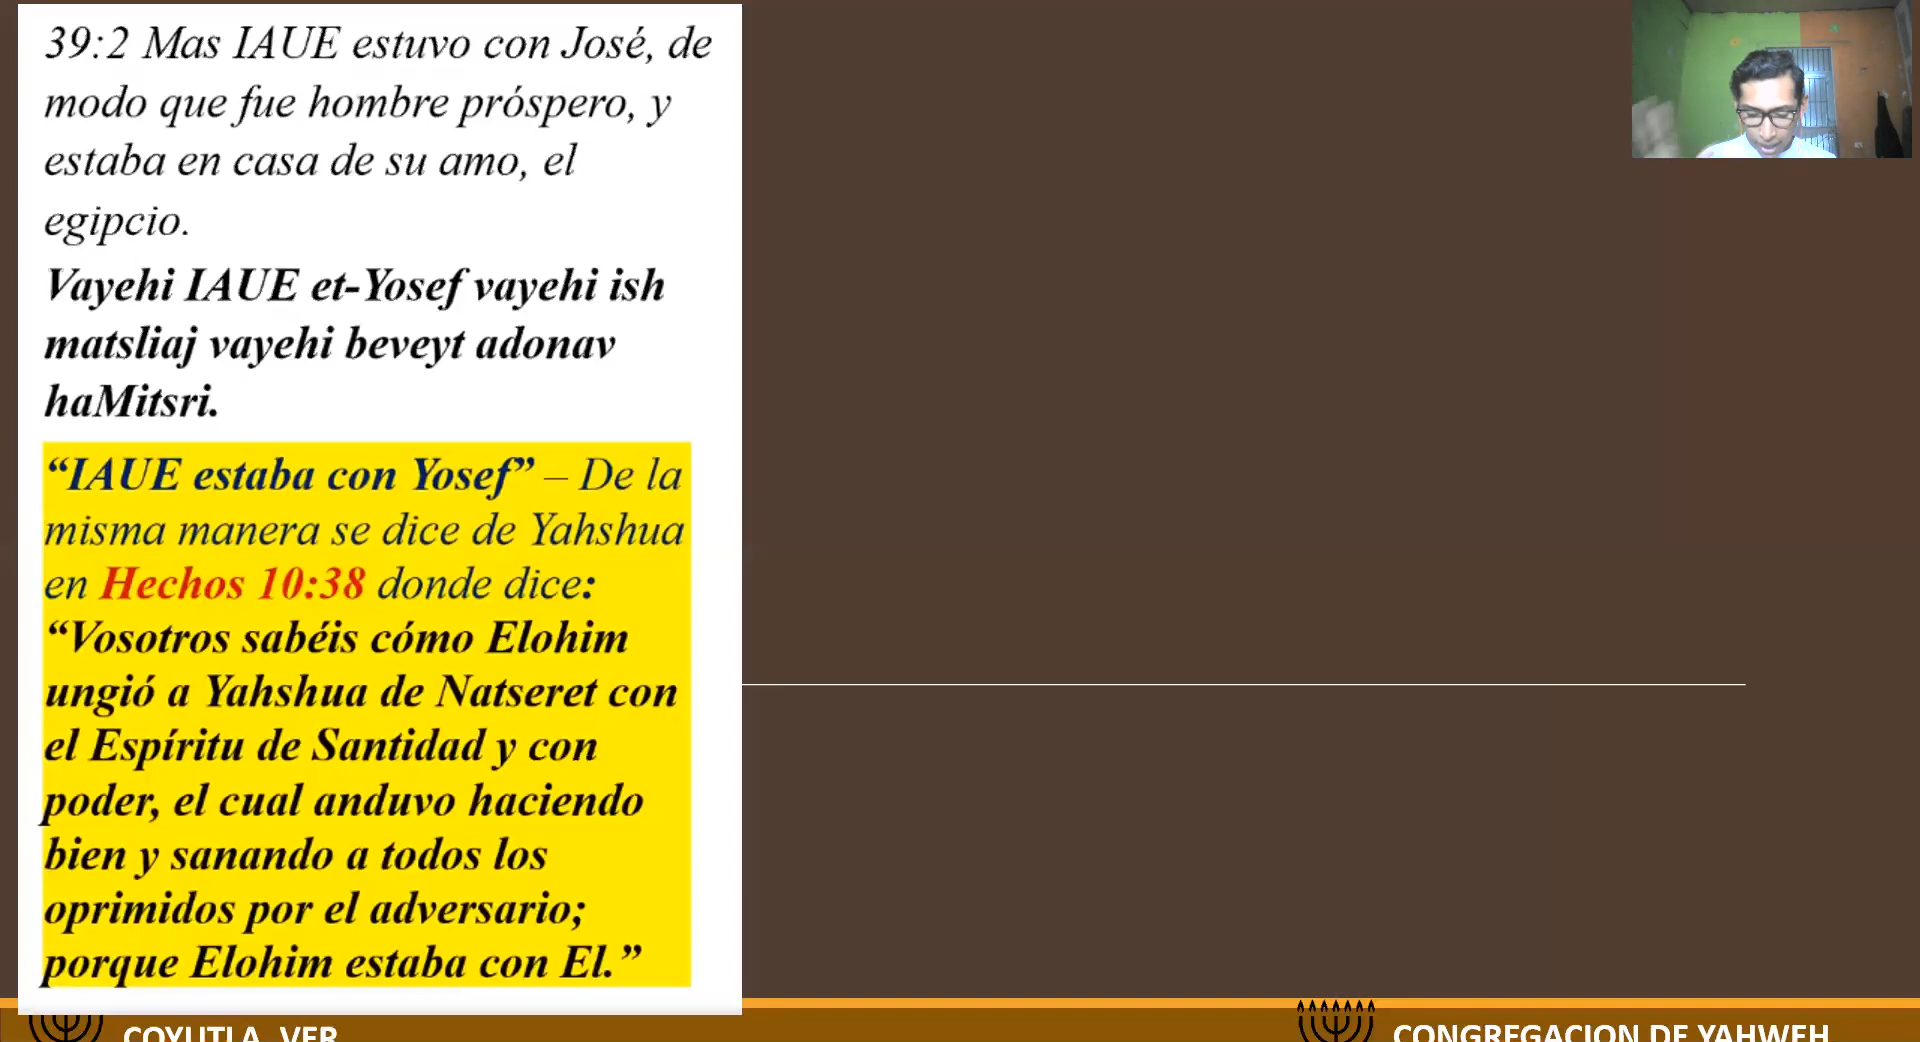 39:2 Mas IAUE estuvo con José, de
modo que fue hombre próspero, y
estaba en casa de su amo, el
egipcio.
Vayehi IAUE et-Yosef vayehi ish
matsliaj vayehi beveyt adonav
haMitsri.
“IAUE estaba con Yosef” – De la
misma manera se dice de Yahshua
en Hechos 10:38 donde dice:
“Vosotros sabéis cómo Elohim
ungió a Yahshua de Natseret con
el Espíritu de Santidad y con
poder, el cual anduvo haciendo
bien y sanando a todos los
oprimidos por el adversario;
porque Elohim estaba con El.”
COYUTLA, VER
CONGREGACION DE YAHWEH